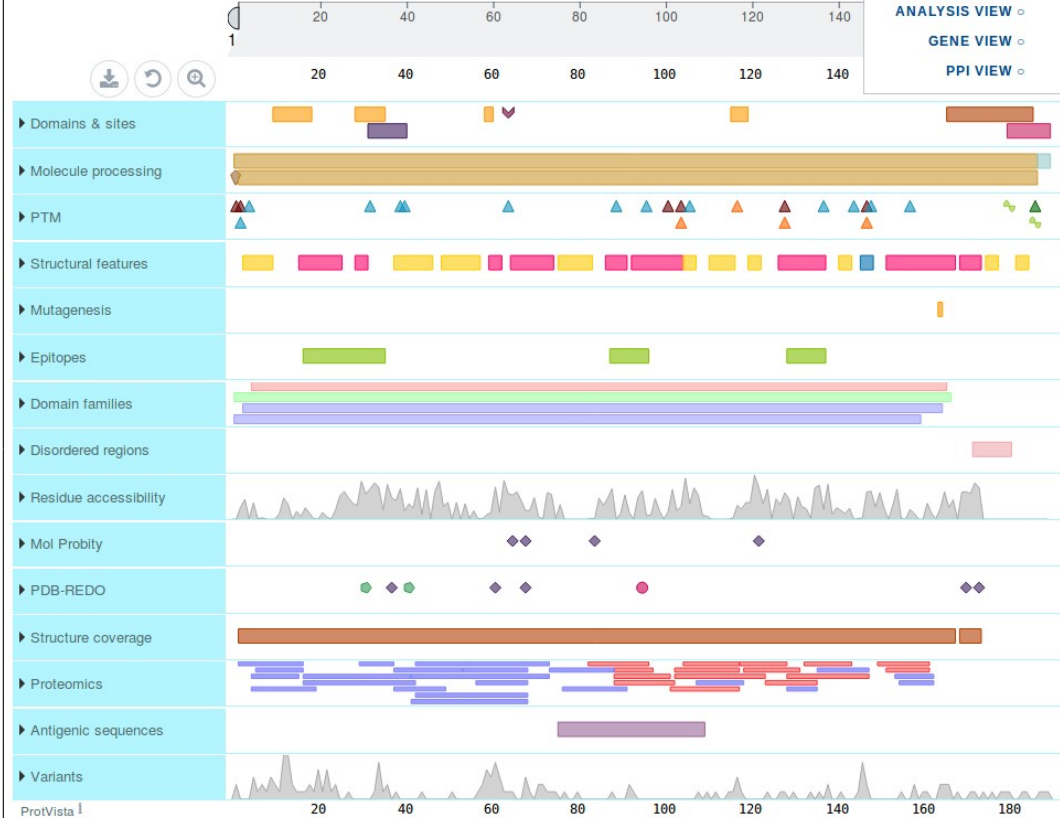 20 40 60 80 100 120 140
1
ANALYSIS VIEW
GENE VIEW
PPI VIEW
20 40 60 80 100 120 140
Domains & sites
Molecule processing
PTM
Structural features
Mutagenesis
Epitopes
Domain families
Disordered regions
Residue accessibility
Mol Probity
PDB-REDO
Structure coverage
Proteomics
Antigenic sequences
Variants
ProtVista i
20 40 60 80 100 120 140 160 180